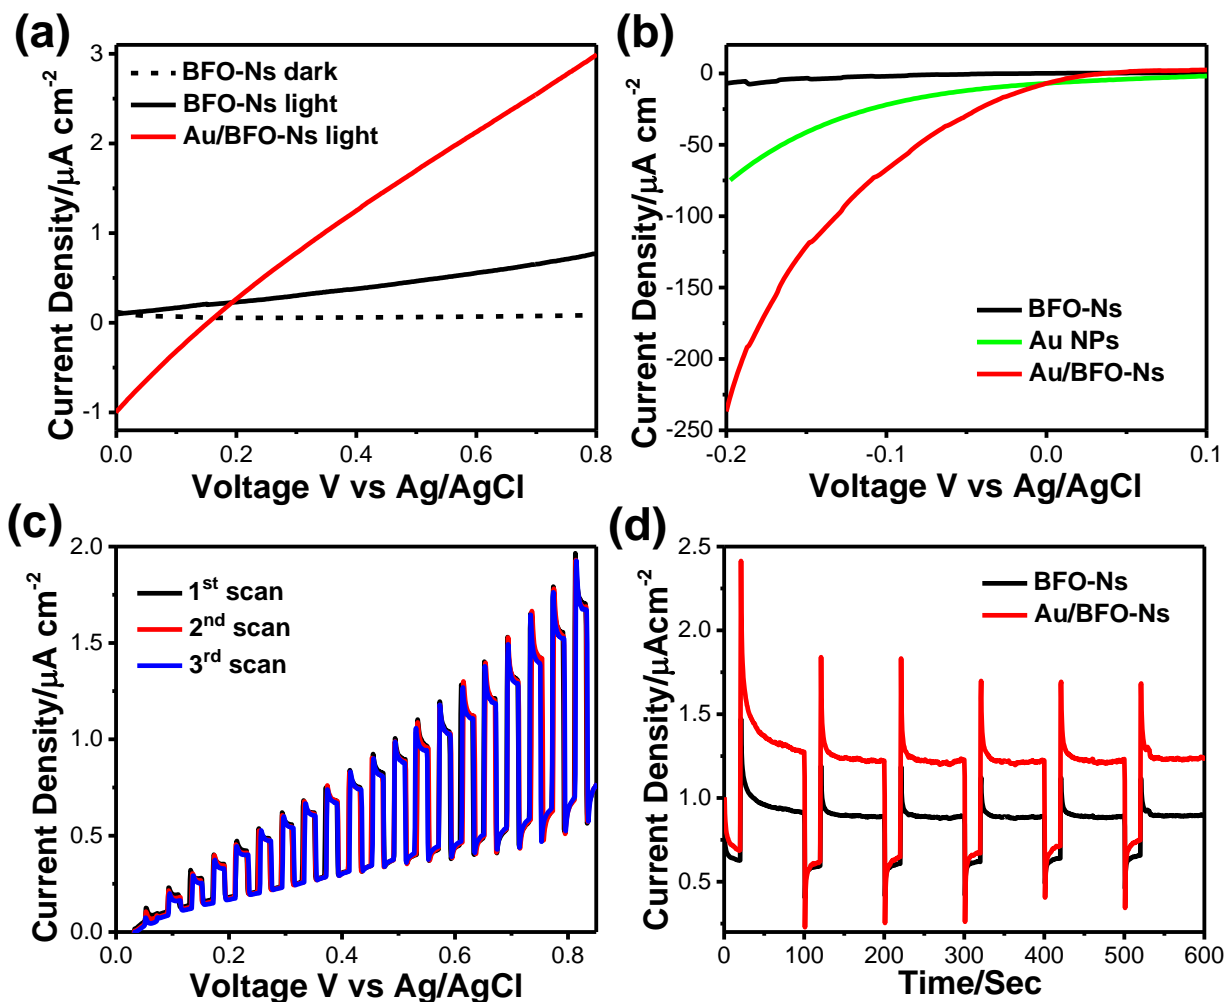 (a)
Current Density/μA cm⁻²
3
2
1
0
-1
BFO-Ns dark
BFO-Ns light
Au/BFO-Ns light
0.0 0.2 0.4 0.6 0.8
Voltage V vs Ag/AgCl
(b)
Current Density/μA cm⁻²
0
-50
-100
-150
-200
-250
BFO-Ns
Au NPs
Au/BFO-Ns
-0.2 -0.1 0.0 0.1
Voltage V vs Ag/AgCl
(c)
Current Density/μA cm⁻²
2.0
1.5
1.0
0.5
0.0
1ˢᵗ scan
2ⁿᵈ scan
3ʳᵈ scan
0.0 0.2 0.4 0.6 0.8
Voltage V vs Ag/AgCl
(d)
Current Density/μAcm⁻²
2.5
2.0
1.5
1.0
0.5
BFO-Ns
Au/BFO-Ns
0 100 200 300 400 500 600
Time/Sec